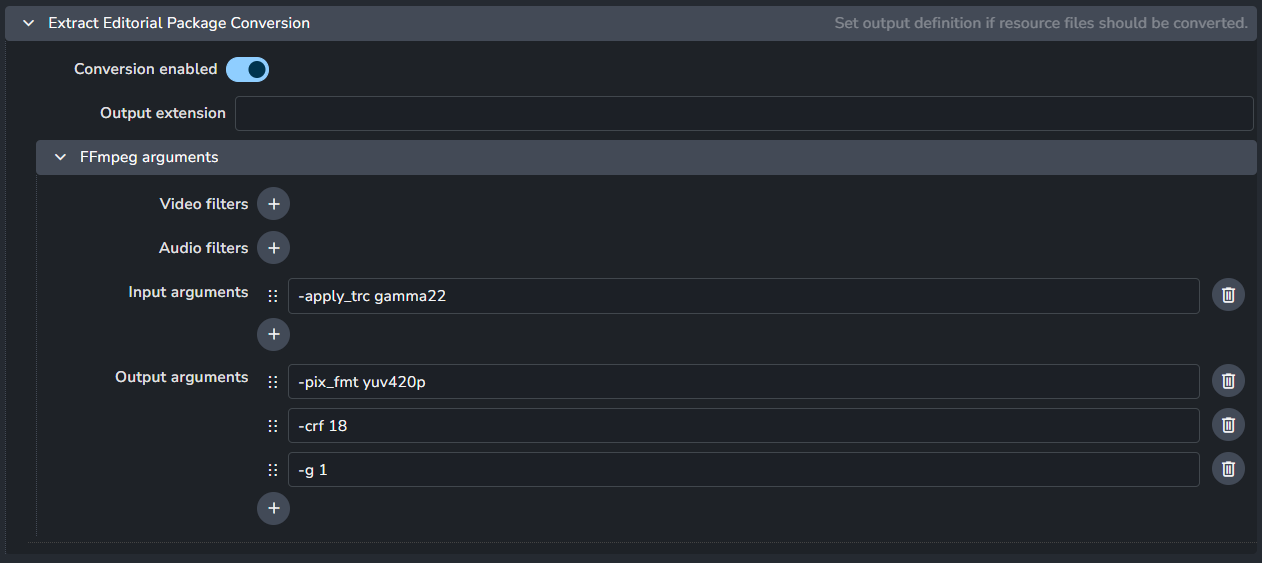 Extract Editorial Package Conversion Set output definition if resource files should be converted.
Conversion enabled
Output extension
FFmpeg arguments
Video filters
Audio filters
Input arguments -apply_trc gamma22
Output arguments -pix_fmt yuv420p
-crf 18
-g 1